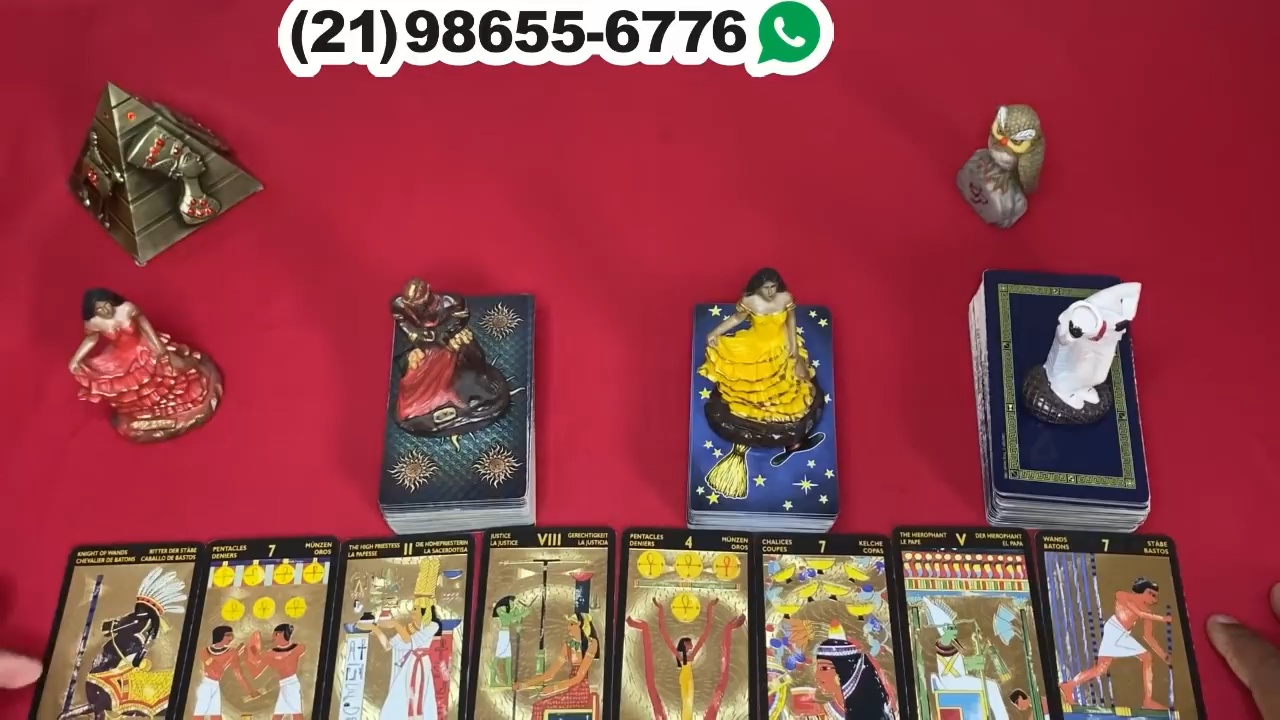 (21)98655-6776
KNIGHT OF WANDS
CHEVALIER DE BATONS
RITTER DER STÄBE
CABALLO DE BASTOS
PENTACLES
DENIERS
7
MÜNZEN
OROS
THE HIGH PRIESTESS
LA PAPESSE
II
DIE HOHEPRIESTERIN
LA SACERDOTISA
JUSTICE
LA JUSTICE
VIII
GERECHTIGKEIT
LA JUSTICIA
PENTACLES
DENIERS
4
MÜNZEN
OROS
CHALICES
COUPES
7
KELCHE
COPAS
THE HIEROPHANT
LE PAPE
V
DER HIEROPHANT
EL PAPA
WANDS
BATONS
7
STÄBE
BASTOS